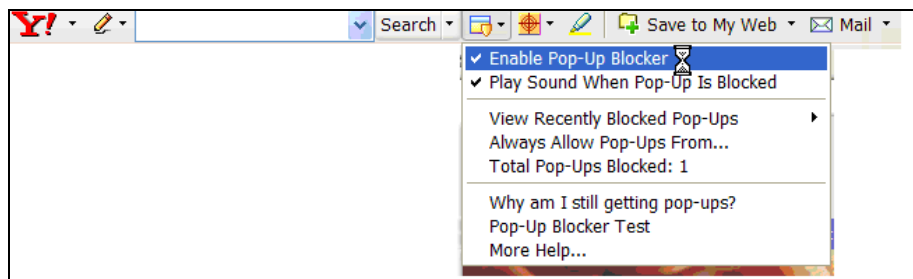 Y! Search Save to My Web Mail
Enable Pop-Up Blocker
Play Sound When Pop-Up Is Blocked
View Recently Blocked Pop-Ups
Always Allow Pop-Ups From...
Total Pop-Ups Blocked: 1
Why am I still getting pop-ups?
Pop-Up Blocker Test
More Help...